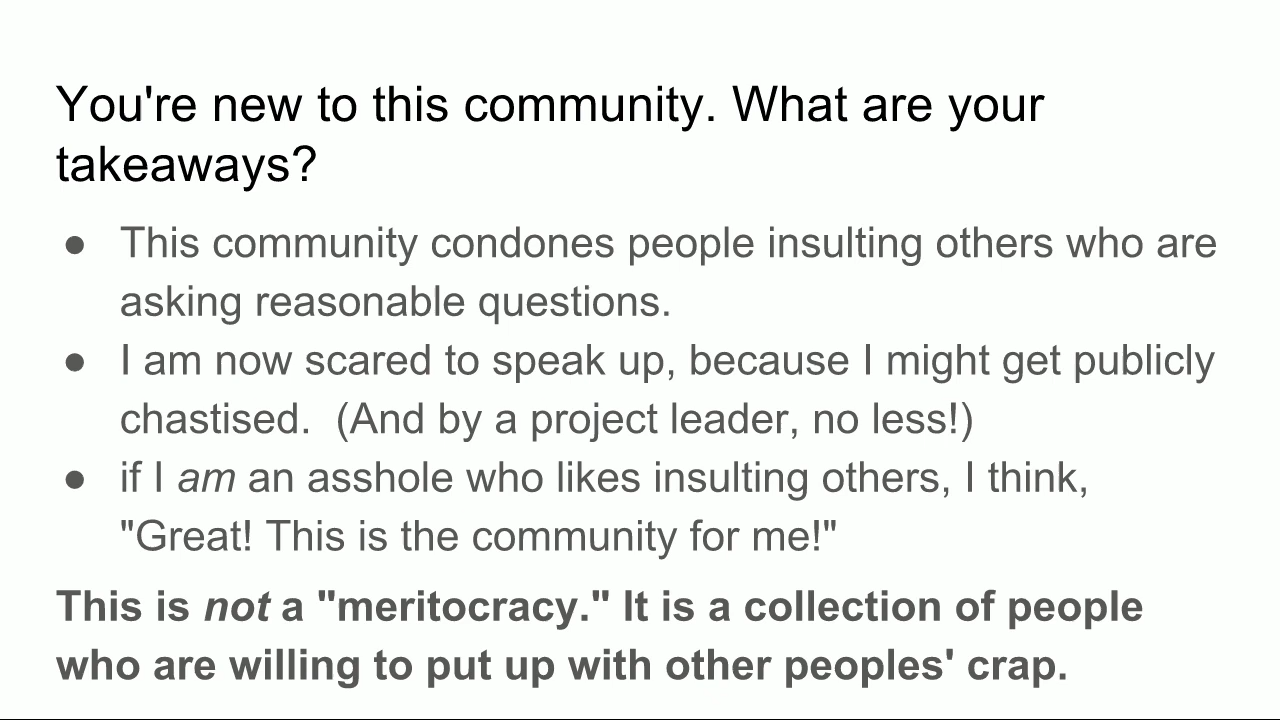 You're new to this community. What are your
takeaways?
● This community condones people insulting others who are
asking reasonable questions.
● I am now scared to speak up, because I might get publicly
chastised.  (And by a project leader, no less!)
● if I am an asshole who likes insulting others, I think,
"Great! This is the community for me!"
This is not a "meritocracy." It is a collection of people
who are willing to put up with other peoples' crap.